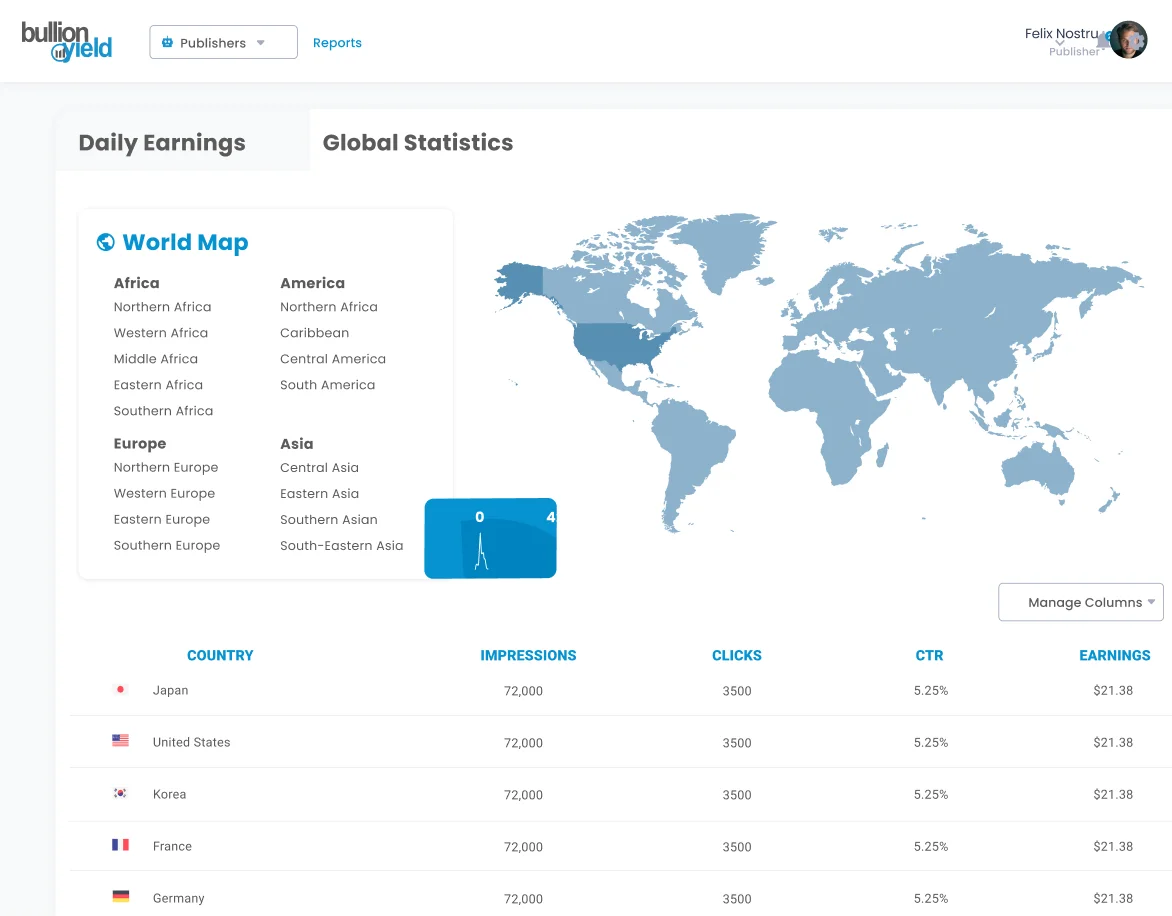 bullion
yield
Publishers
Reports
Felix Nostru
Publisher
Daily Earnings
Global Statistics
World Map
Africa
Northern Africa
Western Africa
Middle Africa
Eastern Africa
Southern Africa
America
Northern Africa
Caribbean
Central America
South America
Europe
Northern Europe
Western Europe
Eastern Europe
Southern Europe
Asia
Central Asia
Eastern Asia
Southern Asian
South-Eastern Asia
0 4
Manage Columns
COUNTRY IMPRESSIONS CLICKS CTR EARNINGS
Japan 72,000 3500 5.25% $21.38
United States 72,000 3500 5.25% $21.38
Korea 72,000 3500 5.25% $21.38
France 72,000 3500 5.25% $21.38
Germany 72,000 3500 5.25% $21.38